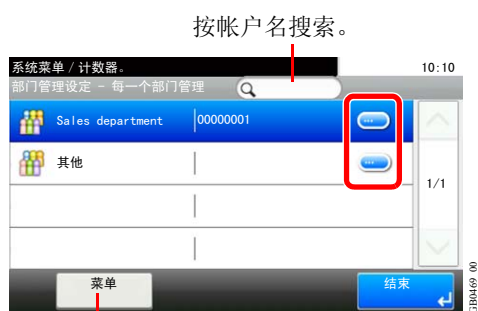 按帐户名搜索。
系统菜单 / 计数器。 10:10
部门管理设定 - 每一个部门管理
Sales department 00000001 ...
其他 ...
1/1
菜单 结束
GB0469_00